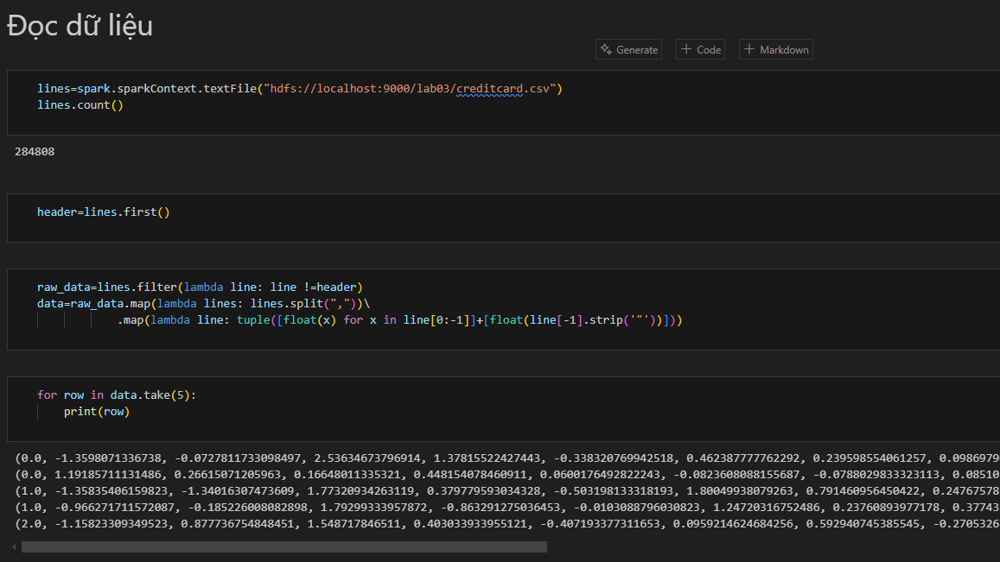 Đọc dữ liệu
Generate
Code
Markdown
lines=spark.sparkContext.textFile("hdfs://localhost:9000/lab03/creditcard.csv")
lines.count()
284808
header=lines.first()
raw_data=lines.filter(lambda line: line !=header)
data=raw_data.map(lambda lines: lines.split(","))\
.map(lambda line: tuple([float(x) for x in line[0:-1]]+[float(line[-1].strip('"'))]))
for row in data.take(5):
print(row)
(0.0, -1.3598071336738, -0.0727811733098497, 2.53634673796914, 1.37815522427443, -0.338320769942518, 0.462387777762292, 0.239598554061257, 0.0986979
(0.0, 1.19185711131486, 0.26615071205963, 0.16648011335321, 0.448154078460911, 0.0600176492822243, -0.0823608088155687, -0.0788029833323113, 0.08510
(1.0, -1.35835406159823, -1.34016307473609, 1.77320934263119, 0.379779593034328, -0.503198133318193, 1.80049938079263, 0.791460956450422, 0.24767578
(1.0, -0.966271711572087, -0.185226008082898, 1.79299333957872, -0.863291275036453, -0.0103088796030823, 1.24720316752486, 0.23760893977178, 0.37743
(2.0, -1.15823309349523, 0.877736754848451, 1.548717846511, 0.403033933955121, -0.407193377311653, 0.0959214624684256, 0.592940745385545, -0.2705326